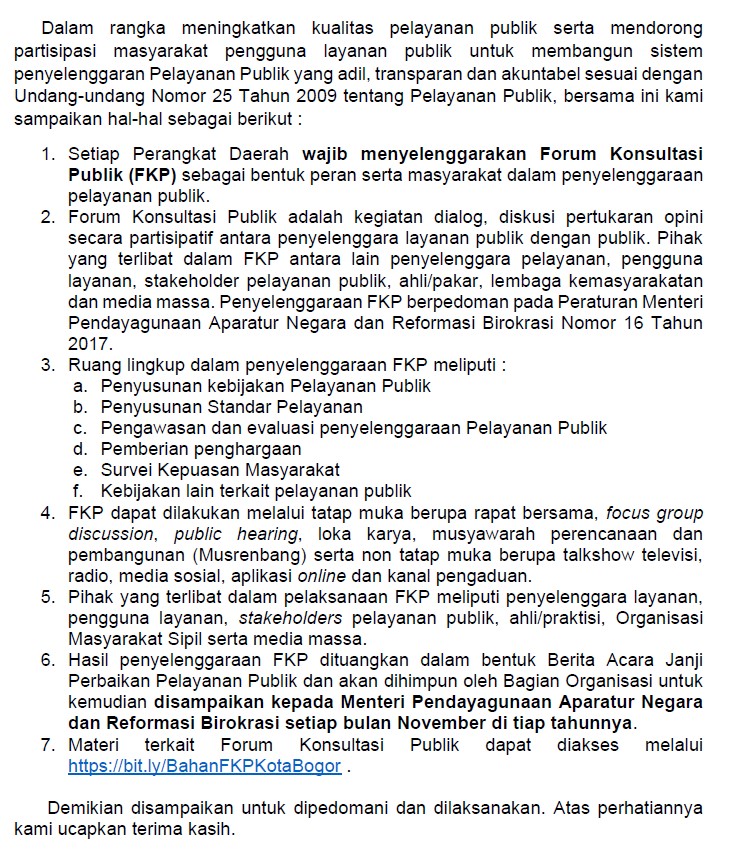 Dalam rangka meningkatkan kualitas pelayanan publik serta mendorong
partisipasi masyarakat pengguna layanan publik untuk membangun sistem
penyelenggaran Pelayanan Publik yang adil, transparan dan akuntabel sesuai dengan
Undang-undang Nomor 25 Tahun 2009 tentang Pelayanan Publik, bersama ini kami
sampaikan hal-hal sebagai berikut :
1. Setiap Perangkat Daerah wajib menyelenggarakan Forum Konsultasi
Publik (FKP) sebagai bentuk peran serta masyarakat dalam penyelenggaraan
pelayanan publik.
2. Forum Konsultasi Publik adalah kegiatan dialog, diskusi pertukaran opini
secara partisipatif antara penyelenggara layanan publik dengan publik. Pihak
yang terlibat dalam FKP antara lain penyelenggara pelayanan, pengguna
layanan, stakeholder pelayanan publik, ahli/pakar, lembaga kemasyarakatan
dan media massa. Penyelenggaraan FKP berpedoman pada Peraturan Menteri
Pendayagunaan Aparatur Negara dan Reformasi Birokrasi Nomor 16 Tahun
2017.
3. Ruang lingkup dalam penyelenggaraan FKP meliputi :
a. Penyusunan kebijakan Pelayanan Publik
b. Penyusunan Standar Pelayanan
c. Pengawasan dan evaluasi penyelenggaraan Pelayanan Publik
d. Pemberian penghargaan
e. Survei Kepuasan Masyarakat
f. Kebijakan lain terkait pelayanan publik
4. FKP dapat dilakukan melalui tatap muka berupa rapat bersama, focus group
discussion, public hearing, loka karya, musyawarah perencanaan dan
pembangunan (Musrenbang) serta non tatap muka berupa talkshow televisi,
radio, media sosial, aplikasi online dan kanal pengaduan.
5. Pihak yang terlibat dalam pelaksanaan FKP meliputi penyelenggara layanan,
pengguna layanan, stakeholders pelayanan publik, ahli/praktisi, Organisasi
Masyarakat Sipil serta media massa.
6. Hasil penyelenggaraan FKP dituangkan dalam bentuk Berita Acara Janji
Perbaikan Pelayanan Publik dan akan dihimpun oleh Bagian Organisasi untuk
kemudian disampaikan kepada Menteri Pendayagunaan Aparatur Negara
dan Reformasi Birokrasi setiap bulan November di tiap tahunnya.
7. Materi terkait Forum Konsultasi Publik dapat diakses melalui
https://bit.ly/BahanFKPKotaBogor .
Demikian disampaikan untuk dipedomani dan dilaksanakan. Atas perhatiannya
kami ucapkan terima kasih.